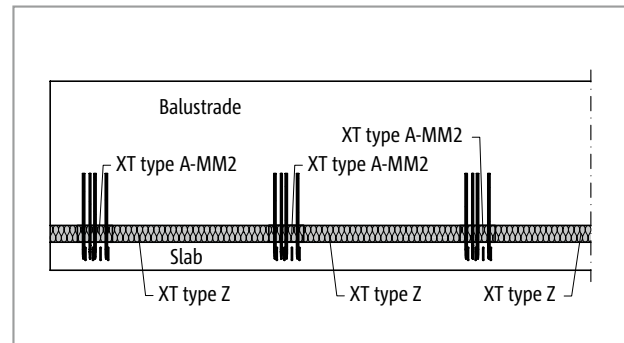 Balustrade
XT type A-MM2
XT type A-MM2
XT type A-MM2
Slab
XT type Z
XT type Z
XT type Z